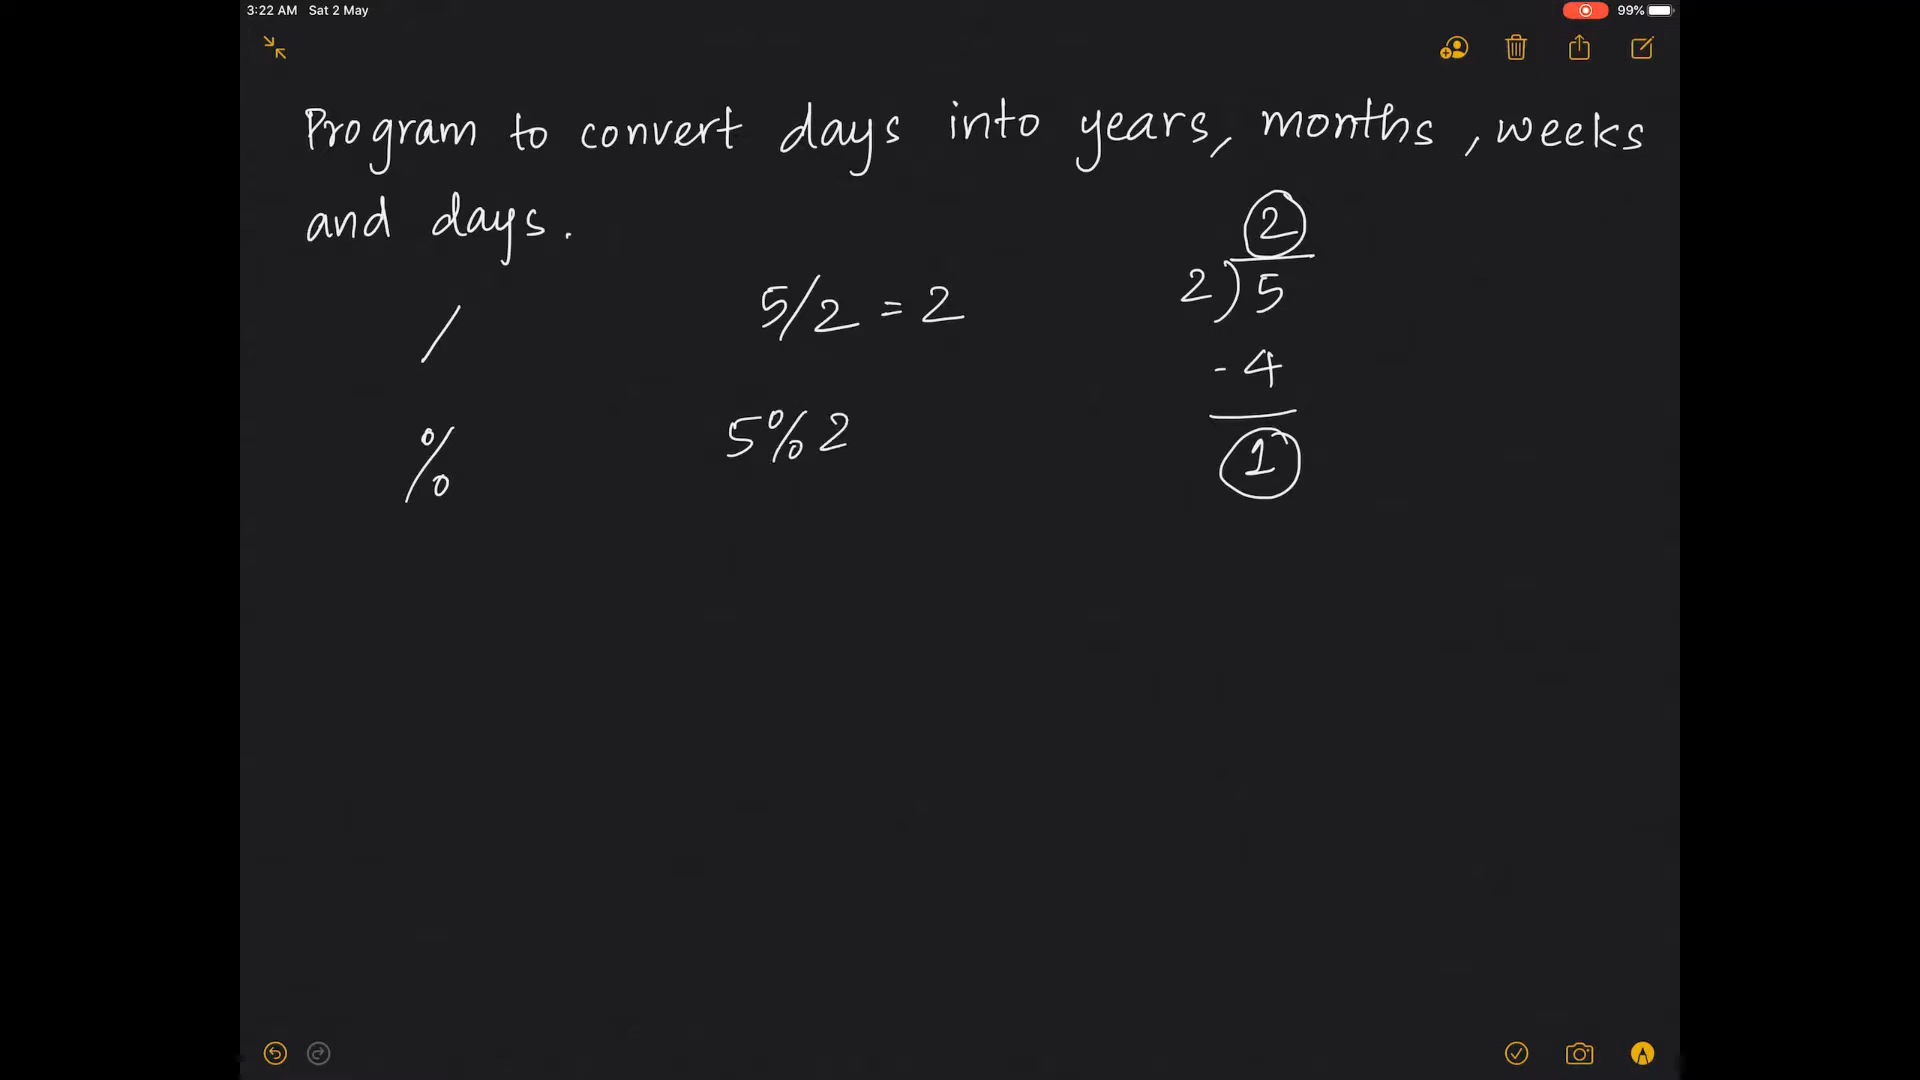 3:22 AM Sat 2 May 99%
Program to convert days into years, months, weeks
and days.
/ 5/2 = 2
% 5%2
2
2)5
- 4
1